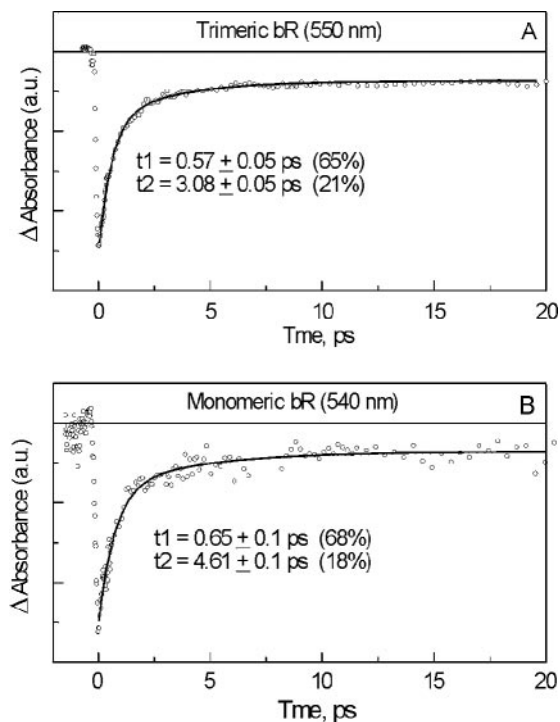 Trimeric bR (550 nm)
A
Δ Absorbance (a.u.)
t1 = 0.57 ± 0.05 ps (65%)
t2 = 3.08 ± 0.05 ps (21%)
0 5 10 15 20
Tme, ps
Monomeric bR (540 nm)
B
Δ Absorbance (a.u.)
t1 = 0.65 ± 0.1 ps (68%)
t2 = 4.61 ± 0.1 ps (18%)
0 5 10 15 20
Tme, ps